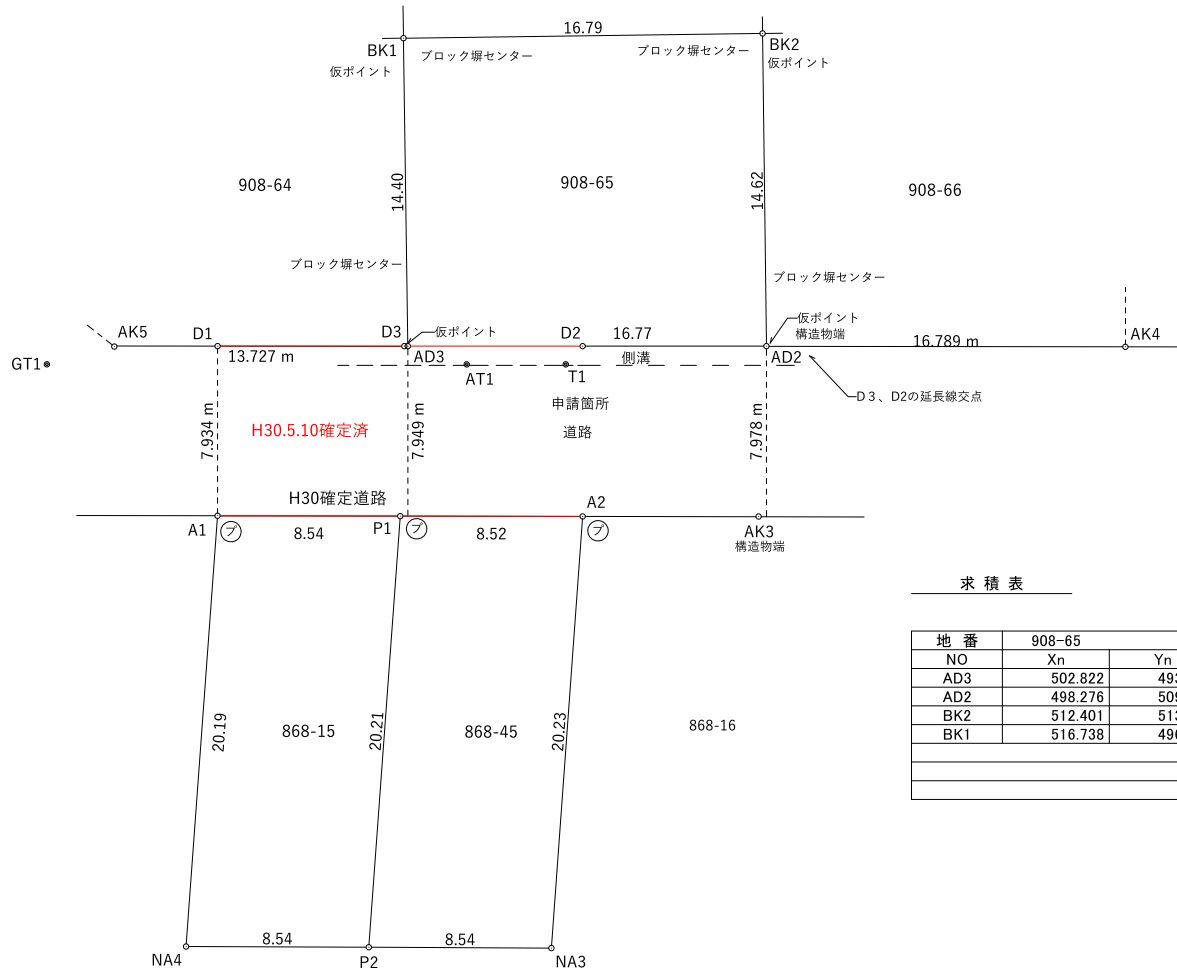 16.79
BK1
BK2
ブロック塀センター
ブロック塀センター
仮ポイント
仮ポイント
908-64
14.40
908-65
14.62
908-66
ブロック塀センター
ブロック塀センター
AK5
D1
D3
仮ポイント
D2
16.77
仮ポイント
構造物端
16.789 m
AK4
13.727 m
AD3
側溝
AD2
GT1
AT1
T1
D３、D2の延長線交点
申請箇所
道路
7.934 m
H30.5.10確定済
7.949 m
7.978 m
H30確定道路
A2
A1
プ
8.54
P1
プ
8.52
プ
AK3
構造物端
求積表
地番 908-65
NO Xn Yn
AD3 502.822 493
AD2 498.276 509
BK2 512.401 513
BK1 516.738 496
20.19
868-15
20.21
868-45
20.23
868-16
8.54
8.54
NA4
P2
NA3